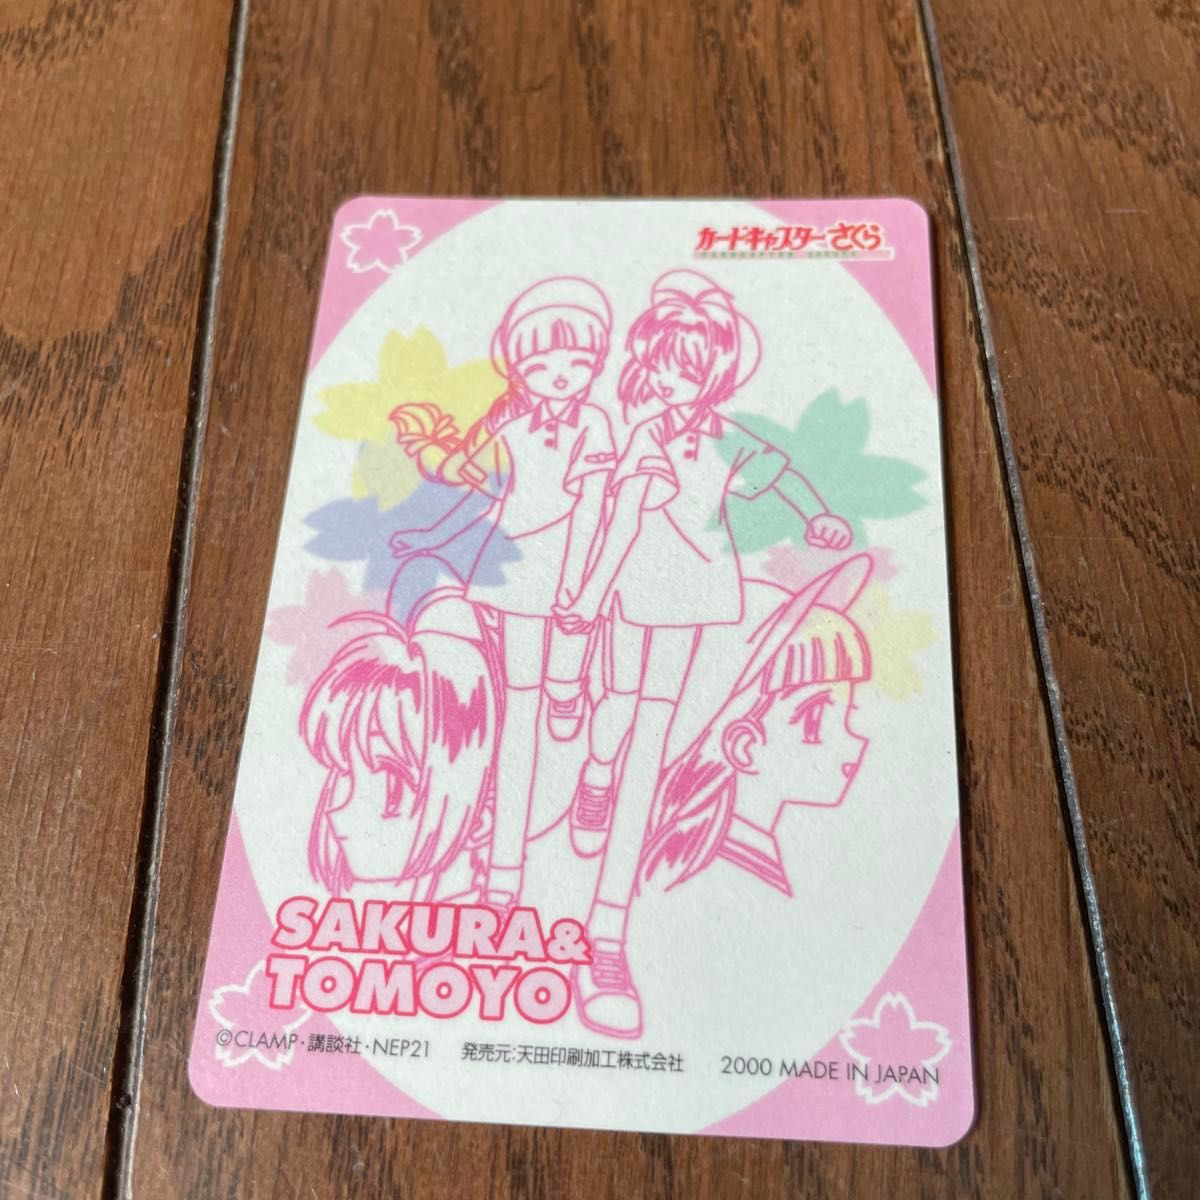 カードキャプターさくら
CARDCAPTOR SAKURA
SAKURA&
TOMOYO
©CLAMP・講談社・NEP21 発売元:天田印刷加工株式会社 2000 MADE IN JAPAN